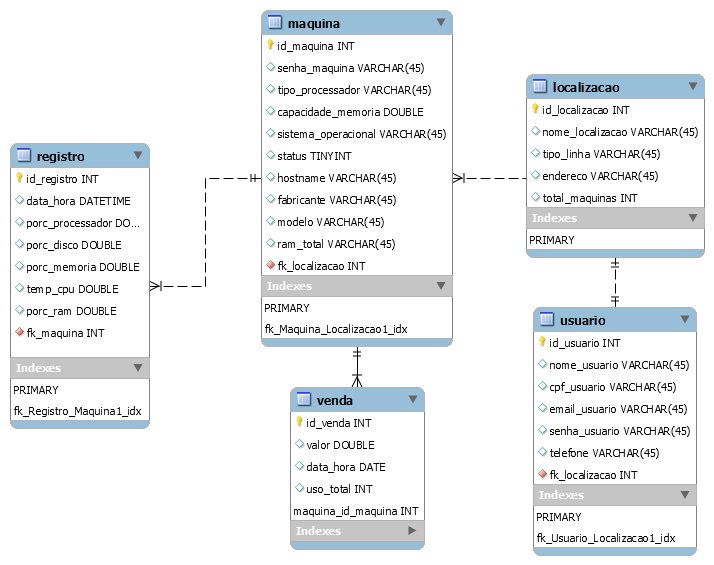 maquina
id_maquina INT
senha_maquina VARCHAR(45)
tipo_processador VARCHAR(45)
capacidade_memoria DOUBLE
sistema_operacional VARCHAR(45)
status TINYINT
hostname VARCHAR(45)
fabricante VARCHAR(45)
modelo VARCHAR(45)
ram_total VARCHAR(45)
fk_localizacao INT
Indexes
PRIMARY
fk_Maquina_Localizacao1_idx
registro
id_registro INT
data_hora DATETIME
porc_processador DO...
porc_disco DOUBLE
porc_memoria DOUBLE
temp_cpu DOUBLE
porc_ram DOUBLE
fk_maquina INT
Indexes
PRIMARY
fk_Registro_Maquina1_idx
localizacao
id_localizacao INT
nome_localizacao VARCHAR(45)
tipo_linha VARCHAR(45)
endereco VARCHAR(45)
total_maquinas INT
Indexes
PRIMARY
venda
id_venda INT
valor DOUBLE
data_hora DATE
uso_total INT
maquina_id_maquina INT
Indexes
usuario
id_usuario INT
nome_usuario VARCHAR(45)
cpf_usuario VARCHAR(45)
email_usuario VARCHAR(45)
senha_usuario VARCHAR(45)
telefone VARCHAR(45)
fk_localizacao INT
Indexes
PRIMARY
fk_Usuario_Localizacao1_idx